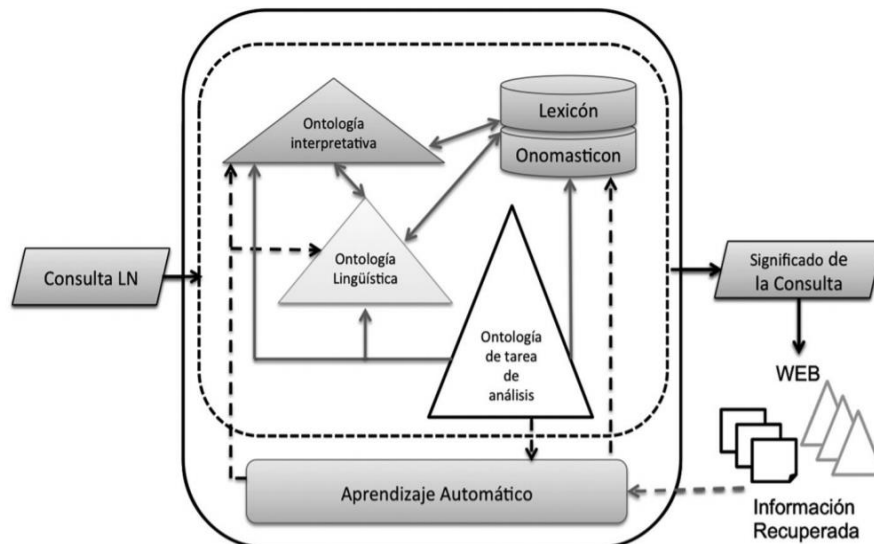 Ontología
interpretativa
Lexicón
Onomasticon
Consulta LN
Ontología
Lingüística
Ontología
de tarea
de
análisis
Significado de
la Consulta
WEB
Aprendizaje Automático
Información
Recuperada